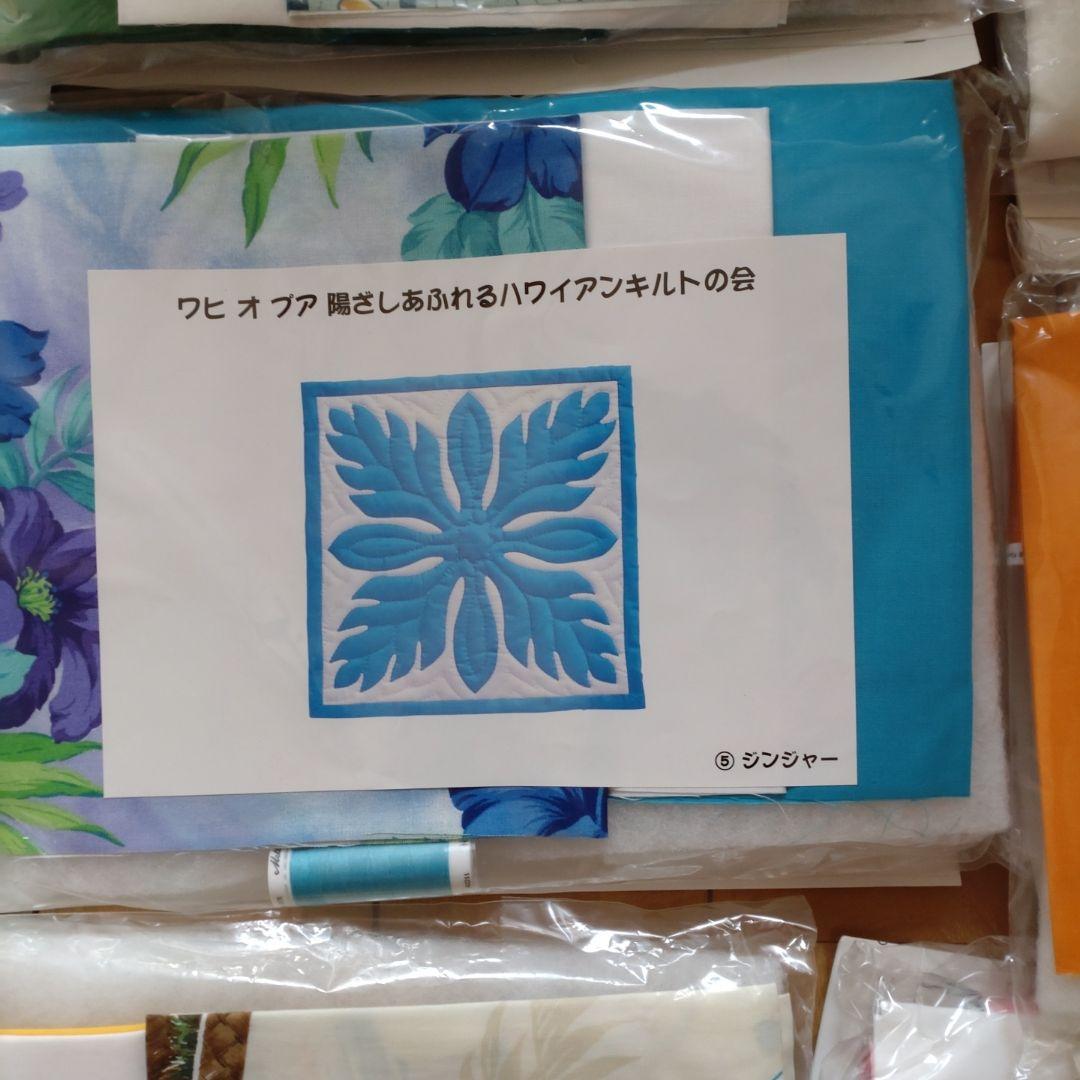 ワヒ オ プア 陽ざしあふれるハワイアンキルトの会
⑤ ジンジャー